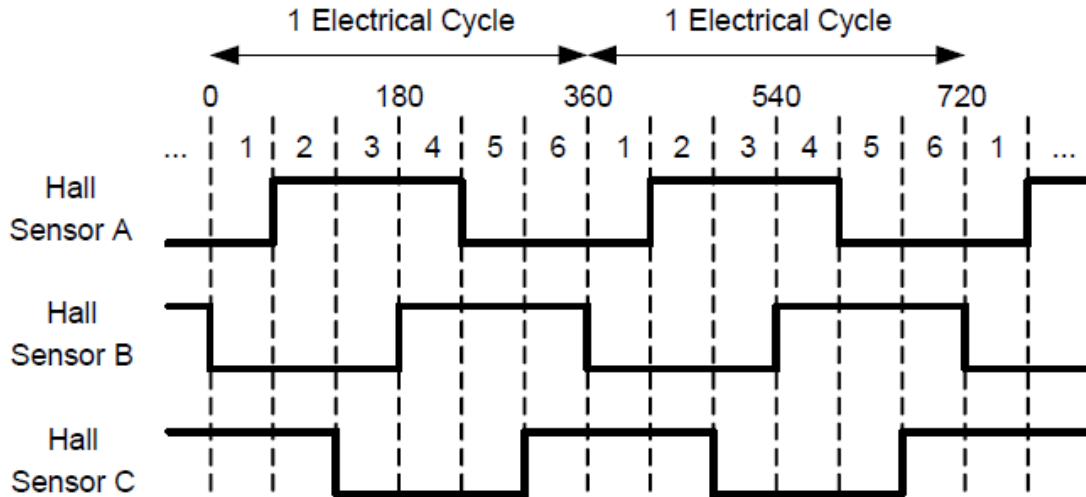 1 Electrical Cycle 1 Electrical Cycle
0 180 360 540 720
... 1 2 3 4 5 6 1 2 3 4 5 6 1 ...
Hall
Sensor A
Hall
Sensor B
Hall
Sensor C